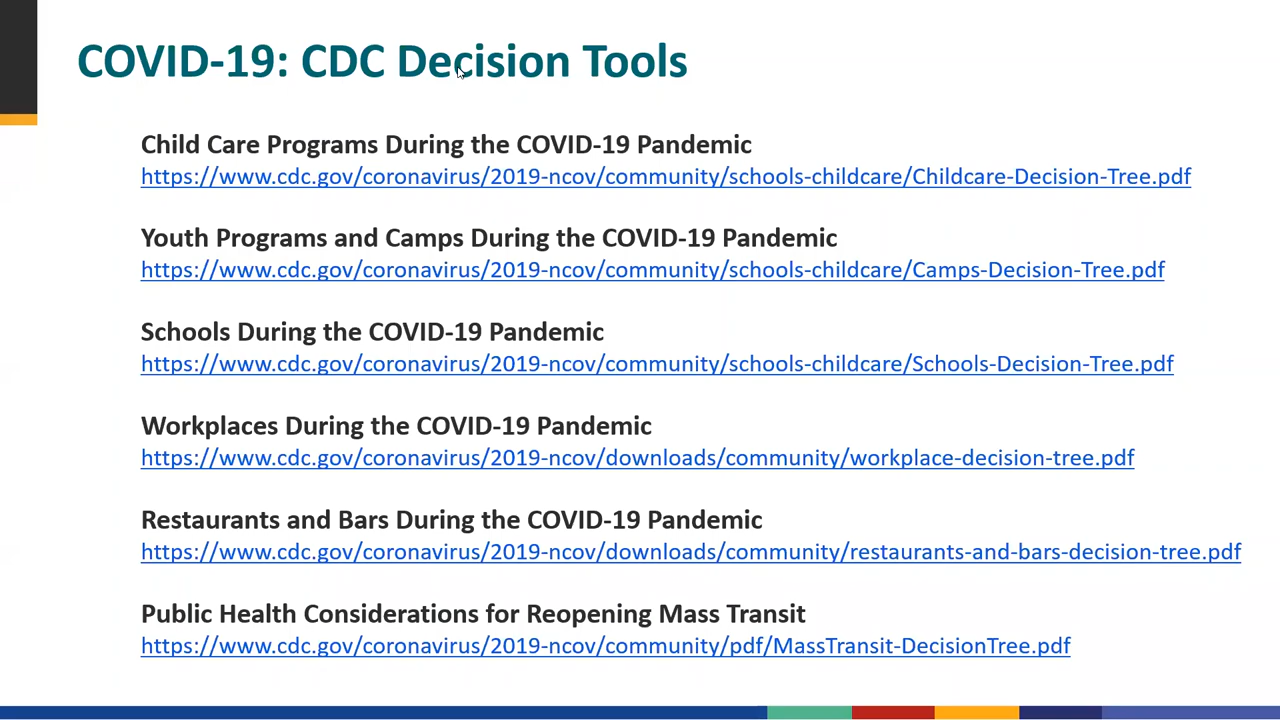 COVID-19: CDC Decision Tools
Child Care Programs During the COVID-19 Pandemic
https://www.cdc.gov/coronavirus/2019-ncov/community/schools-childcare/Childcare-Decision-Tree.pdf
Youth Programs and Camps During the COVID-19 Pandemic
https://www.cdc.gov/coronavirus/2019-ncov/community/schools-childcare/Camps-Decision-Tree.pdf
Schools During the COVID-19 Pandemic
https://www.cdc.gov/coronavirus/2019-ncov/community/schools-childcare/Schools-Decision-Tree.pdf
Workplaces During the COVID-19 Pandemic
https://www.cdc.gov/coronavirus/2019-ncov/downloads/community/workplace-decision-tree.pdf
Restaurants and Bars During the COVID-19 Pandemic
https://www.cdc.gov/coronavirus/2019-ncov/downloads/community/restaurants-and-bars-decision-tree.pdf
Public Health Considerations for Reopening Mass Transit
https://www.cdc.gov/coronavirus/2019-ncov/community/pdf/MassTransit-DecisionTree.pdf